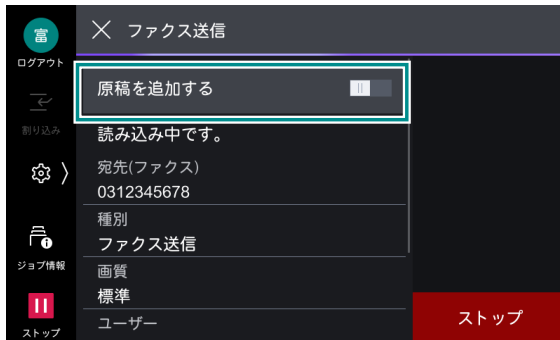 富
ログアウト
割り込み
ジョブ情報
ストップ
ファクス送信
原稿を追加する
読み込み中です。
宛先(ファクス)
0312345678
種別
ファクス送信
画質
標準
ユーザー
ストップ